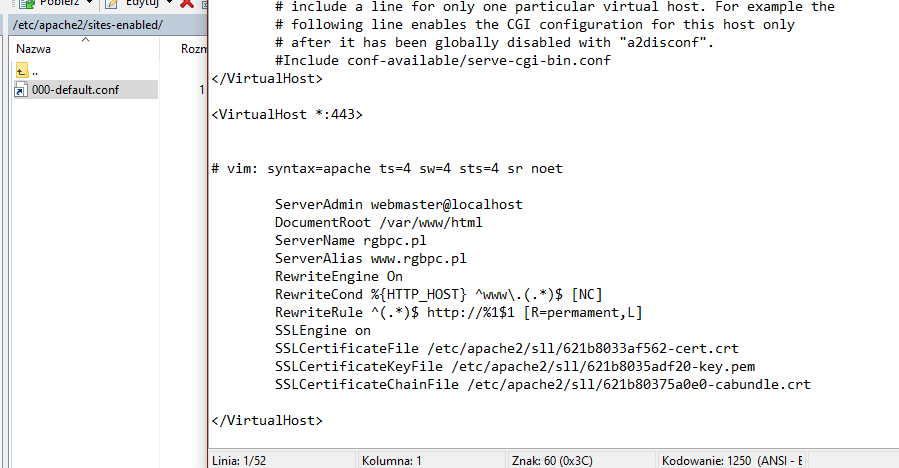 Pobierz
Edytuj
/etc/apache2/sites-enabled/
Nazwa
Rozm
..
000-default.conf
1
# include a line for only one particular virtual host. For example the
# following line enables the CGI configuration for this host only
# after it has been globally disabled with "a2disconf".
#Include conf-available/serve-cgi-bin.conf
</VirtualHost>
<VirtualHost *:443>
# vim: syntax=apache ts=4 sw=4 sts=4 sr noet
ServerAdmin webmaster@localhost
DocumentRoot /var/www/html
ServerName rgbpc.pl
ServerAlias www.rgbpc.pl
RewriteEngine On
RewriteCond %{HTTP_HOST} ^www\.(.*)$ [NC]
RewriteRule ^(.*)$ http://%1$1 [R=permament,L]
SSLEngine on
SSLCertificateFile /etc/apache2/sll/621b8033af562-cert.crt
SSLCertificateKeyFile /etc/apache2/sll/621b8035adf20-key.pem
SSLCertificateChainFile /etc/apache2/sll/621b80375a0e0-cabundle.crt
</VirtualHost>
Linia: 1/52
Kolumna: 1
Znak: 60 (0x3C)
Kodowanie: 1250 (ANSI - E